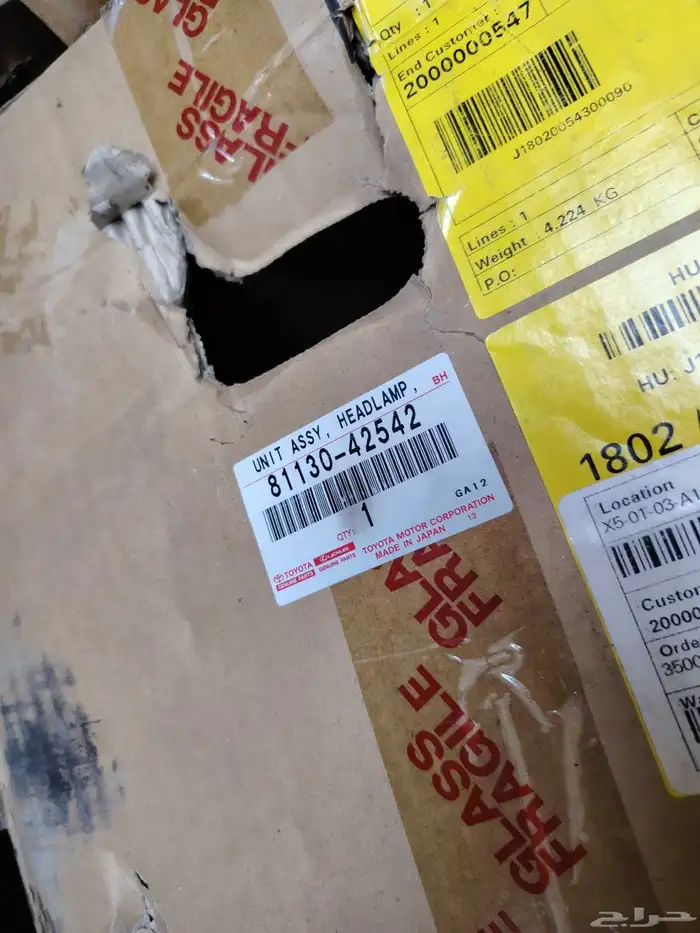 GLASS
FRAGILE
GLASS
FRAGILE
Qty : 1
Lines : 1
End Customer :
2000000547
J18020054300090
Lines : 1
Weight : 4.224 KG
P.O:
HU
HU: J
1802
Location
X5-01-03-A1
Custom
20000
Orde
3500
UNIT ASSY, HEADLAMP,
BH
81130-42542
QTY: 1
GA12
TOYOTA
GENUINE PARTS
LEXUS
GENUINE PARTS
TOYOTA MOTOR CORPORATION
MADE IN JAPAN 13
GLASS
FRAGILE
GLASS
FRAGILE
حراج